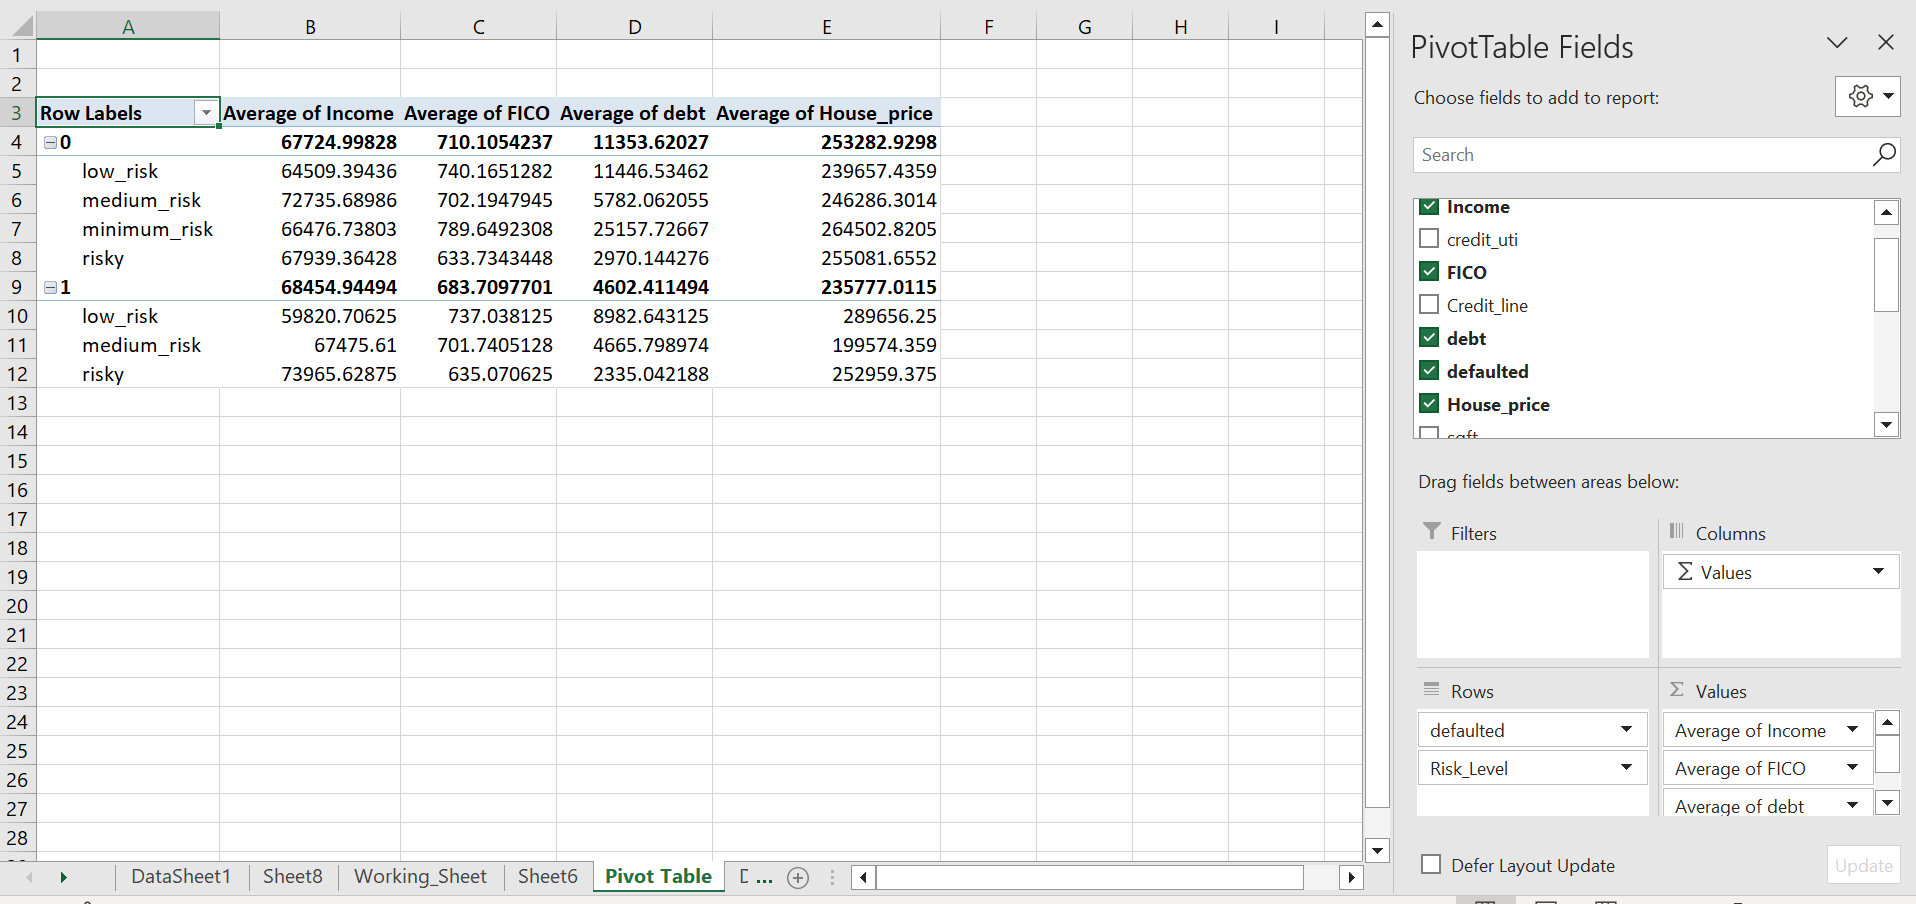 A B C D E F G H I
1
2
3 Row Labels Average of Income Average of FICO Average of debt Average of House_price
4 0 67724.99828 710.1054237 11353.62027 253282.9298
5 low_risk 64509.39436 740.1651282 11446.53462 239657.4359
6 medium_risk 72735.68986 702.1947945 5782.062055 246286.3014
7 minimum_risk 66476.73803 789.6492308 25157.72667 264502.8205
8 risky 67939.36428 633.7343448 2970.144276 255081.6552
9 1 68454.94494 683.7097701 4602.411494 235777.0115
10 low_risk 59820.70625 737.038125 8982.643125 289656.25
11 medium_risk 67475.61 701.7405128 4665.798974 199574.359
12 risky 73965.62875 635.070625 2335.042188 252959.375
13
14
15
16
17
18
19
20
21
22
23
24
25
26
27
28
DataSheet1 Sheet8 Working_Sheet Sheet6 Pivot Table ...
PivotTable Fields
Choose fields to add to report:
Search
Income
credit_uti
FICO
Credit_line
debt
defaulted
House_price
sqft
Drag fields between areas below:
Filters
Columns
Σ Values
Rows
defaulted
Risk_Level
Σ Values
Average of Income
Average of FICO
Average of debt
Defer Layout Update
Update